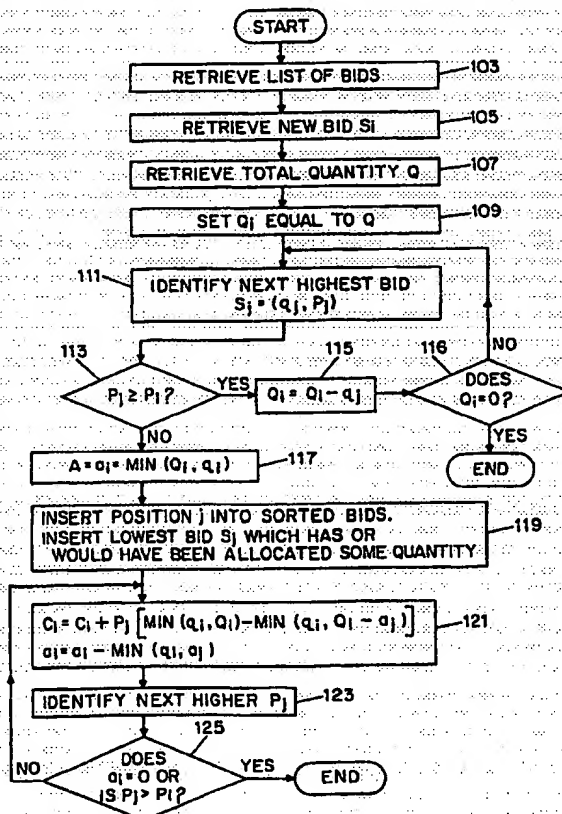 START
RETRIEVE LIST OF BIDS
103
RETRIEVE NEW BID Si
105
RETRIEVE TOTAL QUANTITY Q
107
SET Qi EQUAL TO Q
109
111
IDENTIFY NEXT HIGHEST BID
Sj = (qj, Pj)
113
Pj ≥ Pi?
YES
115
Qi = Qi - qj
116
DOES
Qi = 0?
NO
YES
END
NO
A = ai = MIN (Qi, qi)
117
INSERT POSITION j INTO SORTED BIDS.
INSERT LOWEST BID Sj WHICH HAS OR
WOULD HAVE BEEN ALLOCATED SOME QUANTITY
119
Ci = Ci + Pj [MIN (qj, Qi) - MIN (qi, Qi - aj)]
ai = ai - MIN (qi, aj)
121
IDENTIFY NEXT HIGHER Pj
123
125
DOES
ai = 0 OR
jS Pj > Pi?
NO
YES
END